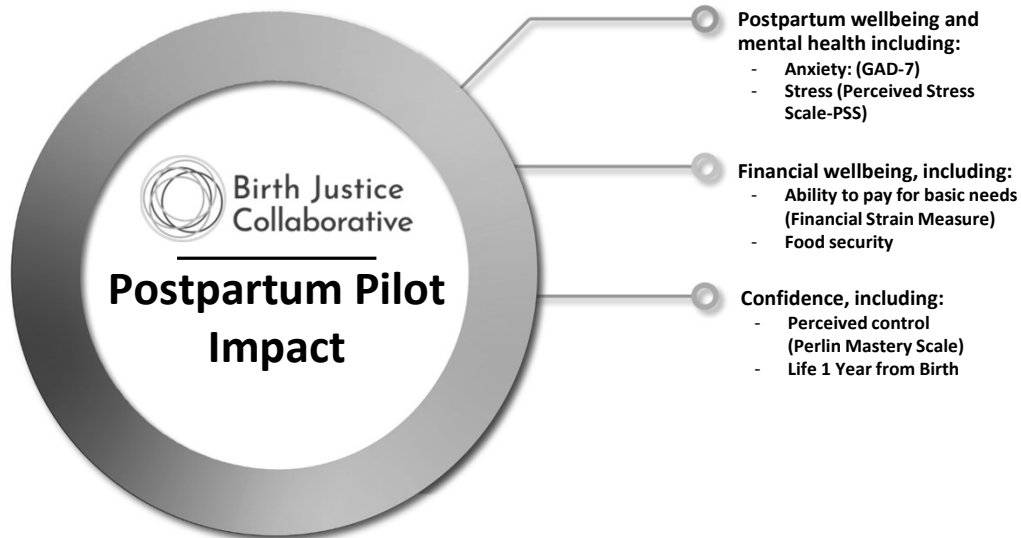 Birth Justice
Collaborative
Postpartum Pilot
Impact
Postpartum wellbeing and
mental health including:
- Anxiety: (GAD-7)
- Stress (Perceived Stress
Scale-PSS)
Financial wellbeing, including:
- Ability to pay for basic needs
(Financial Strain Measure)
- Food security
Confidence, including:
- Perceived control
(Perlin Mastery Scale)
- Life 1 Year from Birth